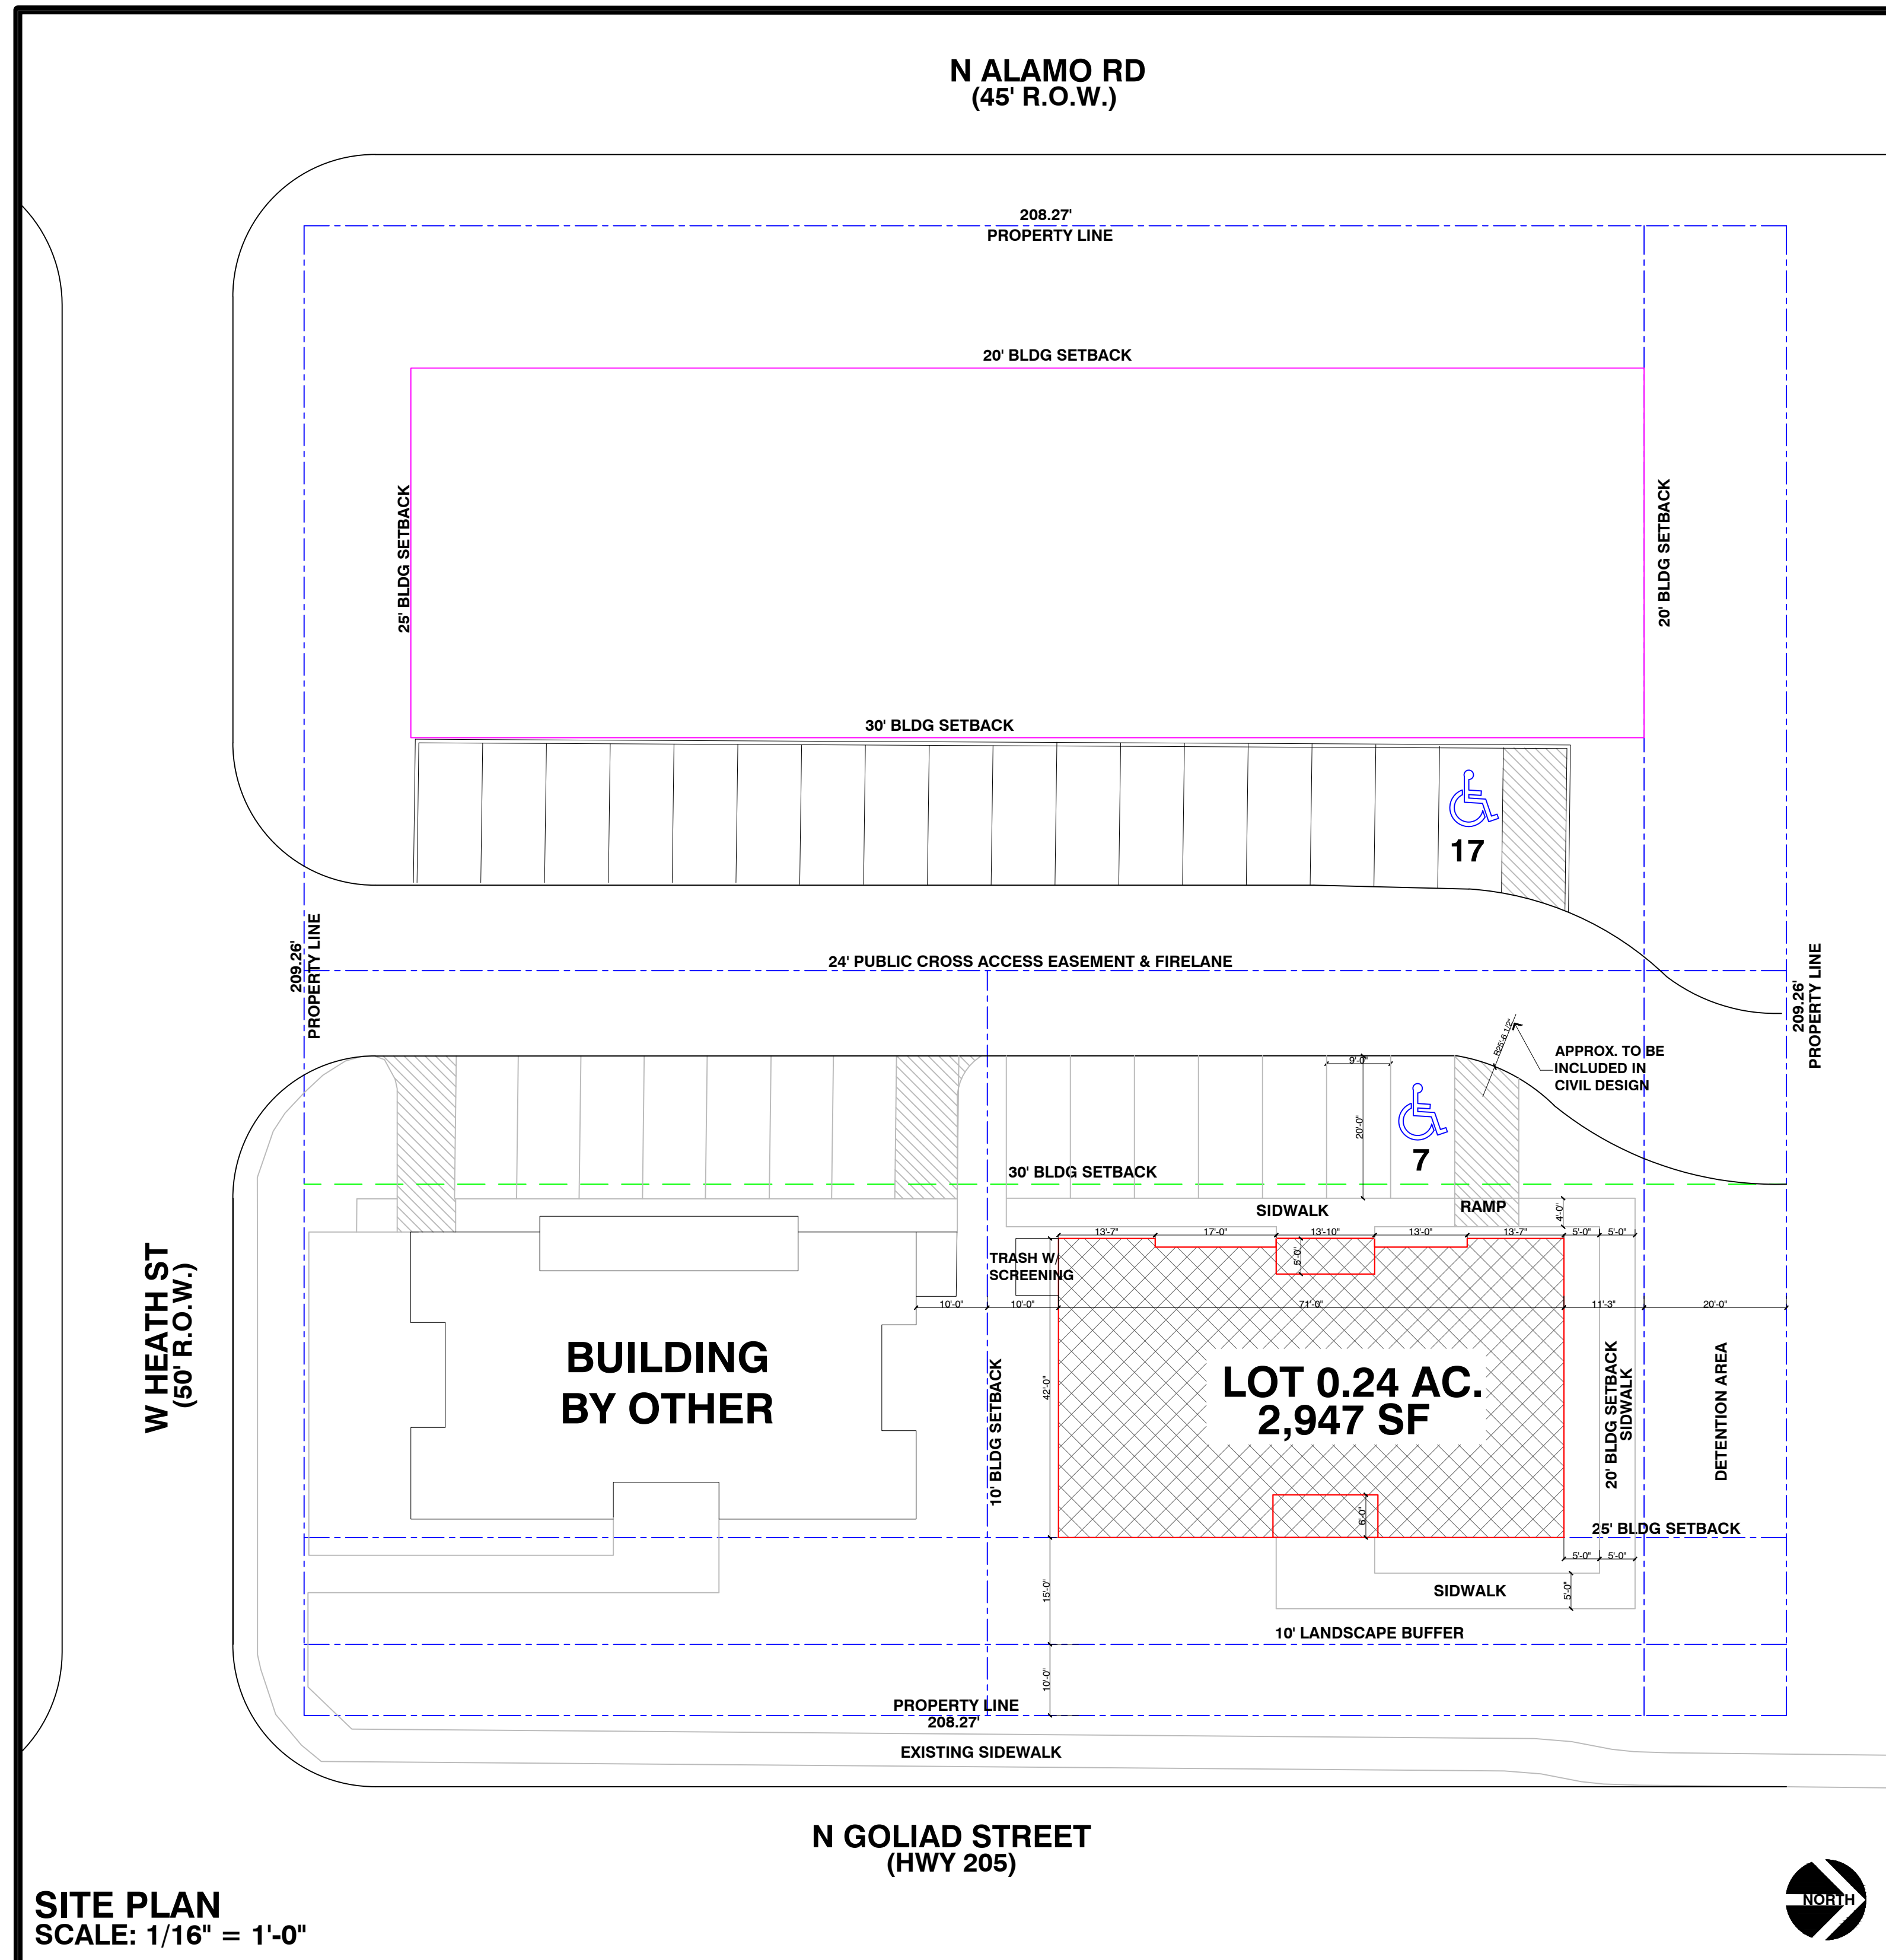 N ALAMO RD
(45' R.O.W.)
208.27'
PROPERTY LINE
20' BLDG SETBACK
25' BLDG SETBACK
20' BLDG SETBACK
30' BLDG SETBACK
17
209.26'
PROPERTY LINE
24' PUBLIC CROSS ACCESS EASEMENT & FIRELANE
209.26'
PROPERTY LINE
R25'-6 1/2"
APPROX. TO BE
INCLUDED IN
CIVIL DESIGN
9'-0"
20'-0"
7
30' BLDG SETBACK
SIDWALK
RAMP
4'-0"
13'-7"
17'-0"
13'-10"
13'-0"
13'-7"
5'-0"
5'-0"
TRASH W/
SCREENING
5'-0"
10'-0"
10'-0"
71'-0"
11'-3"
20'-0"
W HEATH ST
(50' R.O.W.)
BUILDING
BY OTHER
10' BLDG SETBACK
42'-0"
LOT 0.24 AC.
2,947 SF
20' BLDG SETBACK
SIDWALK
DETENTION AREA
6'-0"
25' BLDG SETBACK
5'-0"
5'-0"
15'-0"
SIDWALK
5'-0"
10' LANDSCAPE BUFFER
10'-0"
PROPERTY LINE
208.27'
EXISTING SIDEWALK
N GOLIAD STREET
(HWY 205)
SITE PLAN
SCALE: 1/16" = 1'-0"
NORTH